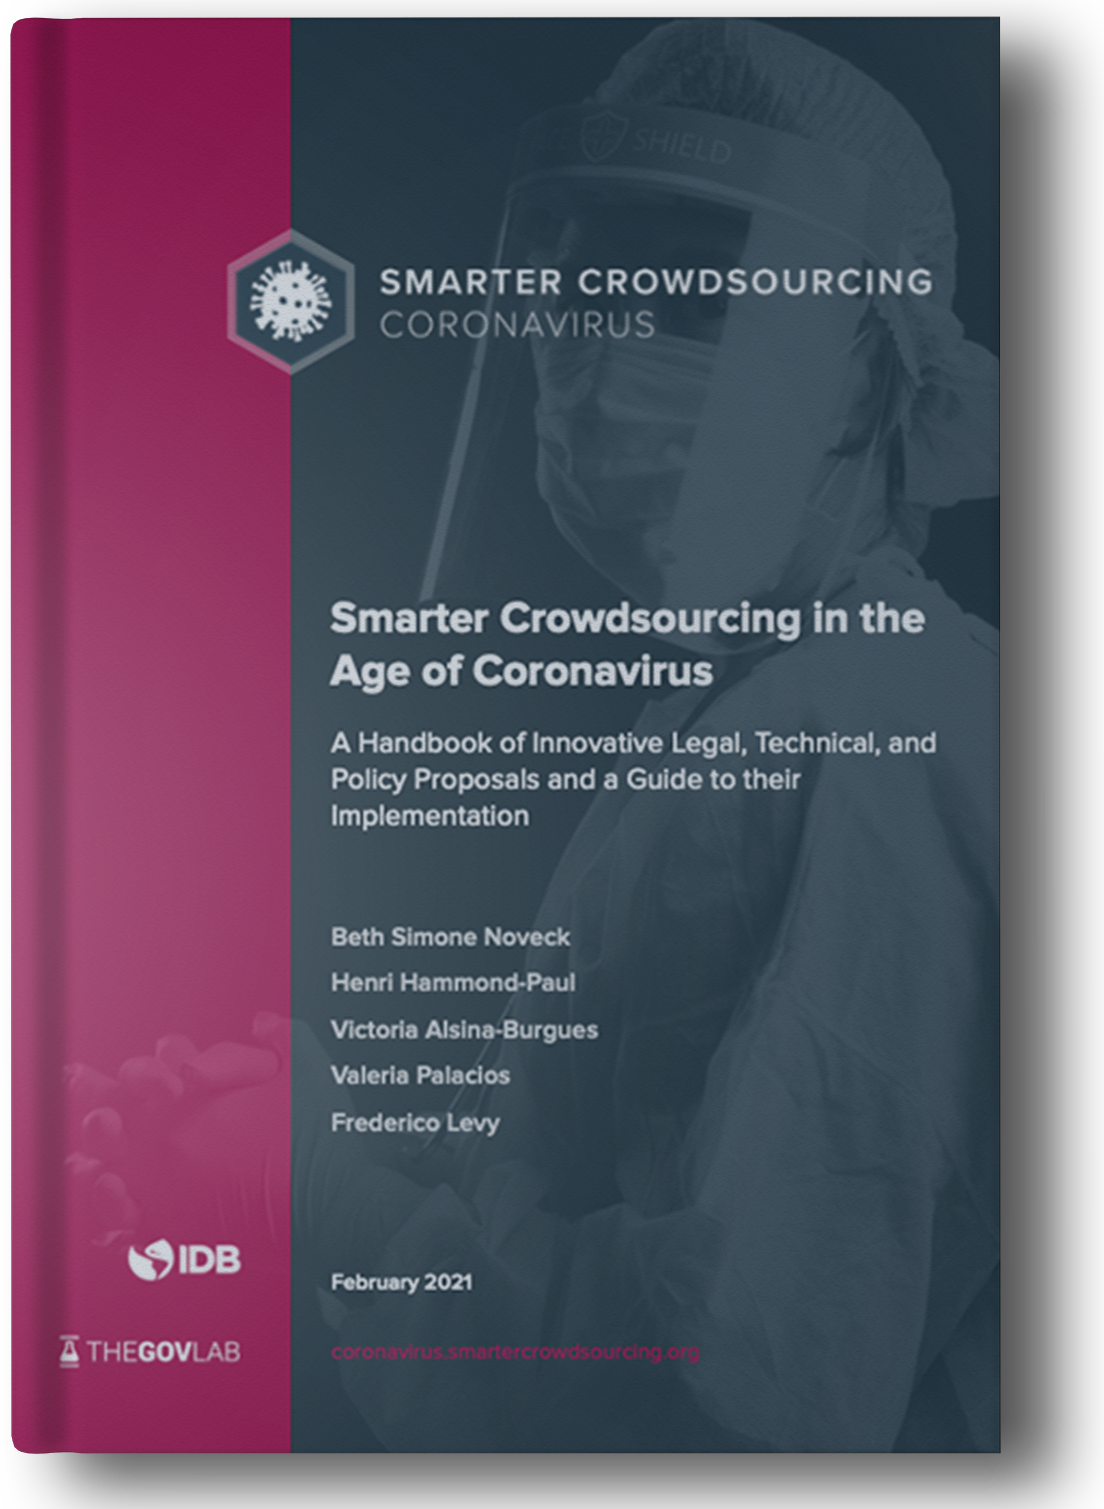 SHIELD
SMARTER CROWDSOURCING
CORONAVIRUS
Smarter Crowdsourcing in the
Age of Coronavirus
A Handbook of Innovative Legal, Technical, and
Policy Proposals and a Guide to their
Implementation
Beth Simone Noveck
Henri Hammond-Paul
Victoria Alsina-Burgues
Valeria Palacios
Frederico Levy
IDB
February 2021
THEGOVLAB
coronavirus.smartercrowdsourcing.org